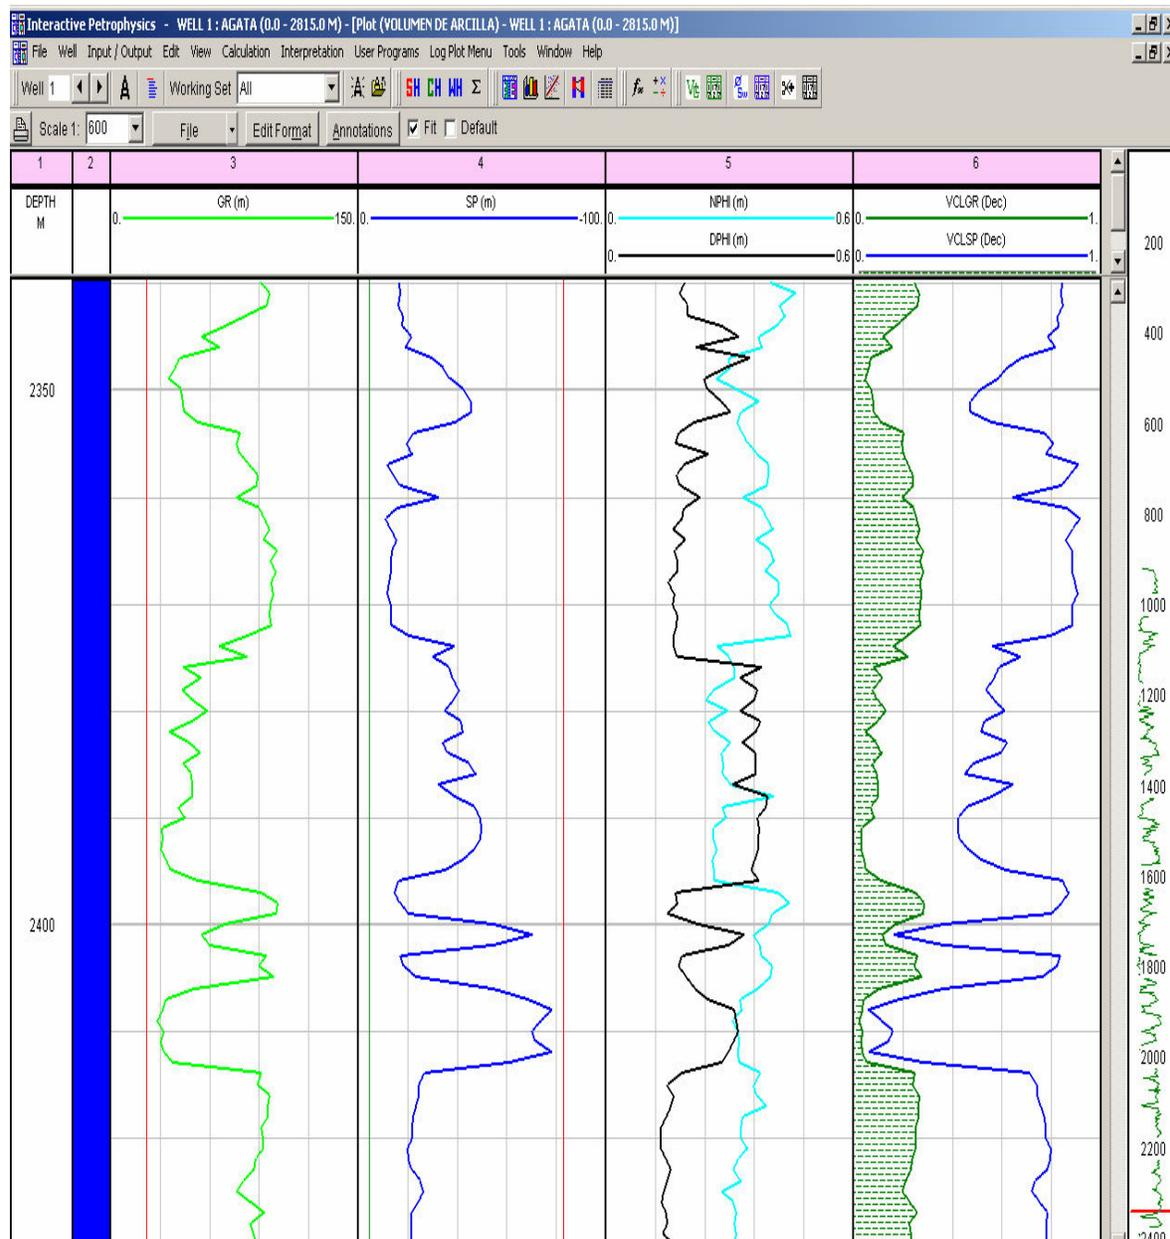 Interactive Petrophysics - WELL 1 : AGATA (0.0 - 2815.0 M) - [Plot (VOLUMEN DE ARCILLA) - WELL 1 : AGATA (0.0 - 2815.0 M)]
File Well Input / Output Edit View Calculation Interpretation User Programs Log Plot Menu Tools Window Help
Well 1 A Working Set All SH CH WH Σ
Scale 1: 600 File Edit Format Annotations Fit Default
1 2 3 4 5 6
DEPTH GR (m) SP (m) NPHI (m) VCLGR (Dec)
M 0. 150. 0. -100. 0. 0.6 0. 1.
DPHI (m) VCLSP (Dec)
0. 0.6 0. 1.
200
400
2350
600
800
1000
1200
1400
1600
2400
1800
2000
2200
2400